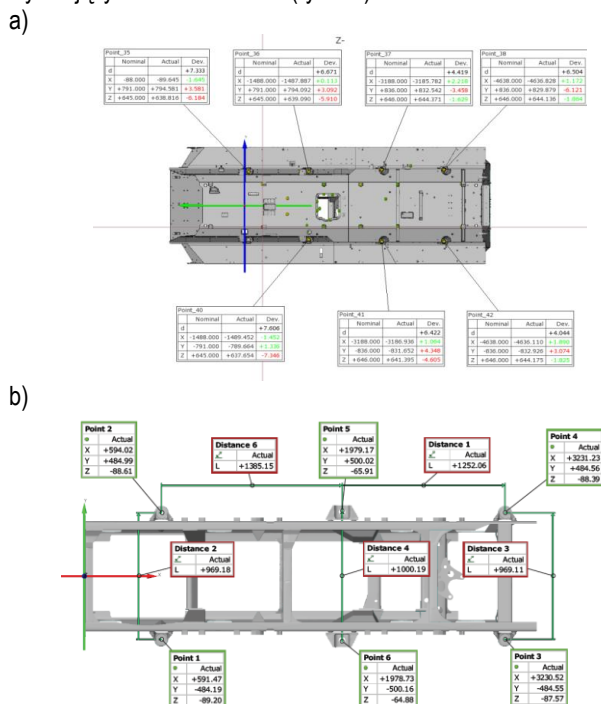 a)
Z-
Point_35
Nominal Actual Dev.
d +7.333
X -88.000 -89.645 -1.645
Y +791.000 +794.581 +3.581
Z +645.000 +638.816 -6.184
Point_36
Nominal Actual Dev.
d +6.671
X -1488.000 -1487.887 +0.113
Y +791.000 +794.092 +3.092
Z +645.000 +639.090 -5.910
Point_37
Nominal Actual Dev.
d +4.419
X -3188.000 -3185.782 +2.218
Y +836.000 +832.542 -3.458
Z +646.000 +644.371 -1.629
Point_38
Nominal Actual Dev.
d +6.504
X -4638.000 -4636.828 +1.172
Y +836.000 +829.879 -6.121
Z +646.000 +644.136
Point_40
Nominal Actual Dev.
d +7.606
X -1488.000 -1489.452 -1.452
Y -791.000 -789.664
Z +645.000 +637.654 -7.346
Point_41
Nominal Actual Dev.
d +6.422
X -3188.000 -3186.936 +1.064
Y -836.000 -831.652 +4.348
Z +646.000 +641.395 -4.605
Point_42
Nominal Actual Dev.
d +4.044
X -4638.000 -4636.110 +1.890
Y -836.000 -832.926 +3.074
Z +646.000 +644.175 -1.825
b)
Point 2
Actual
X +594.02
Y +484.99
Z -88.61
Distance 6
Actual
L +1385.15
Point 5
Actual
X +1979.17
Y +500.02
Z -65.91
Distance 1
Actual
L +1252.06
Point 4
Actual
X +3231.23
Y +484.56
Z -88.39
Distance 2
Actual
L +969.18
Distance 4
Actual
L +1000.19
Distance 3
Actual
L +969.11
Point 1
Actual
X +591.47
Y -484.19
Z -89.20
Point 6
Actual
X +1978.73
Y -500.16
Z -64.88
Point 3
Actual
X +3230.52
Y -484.55
Z -87.57